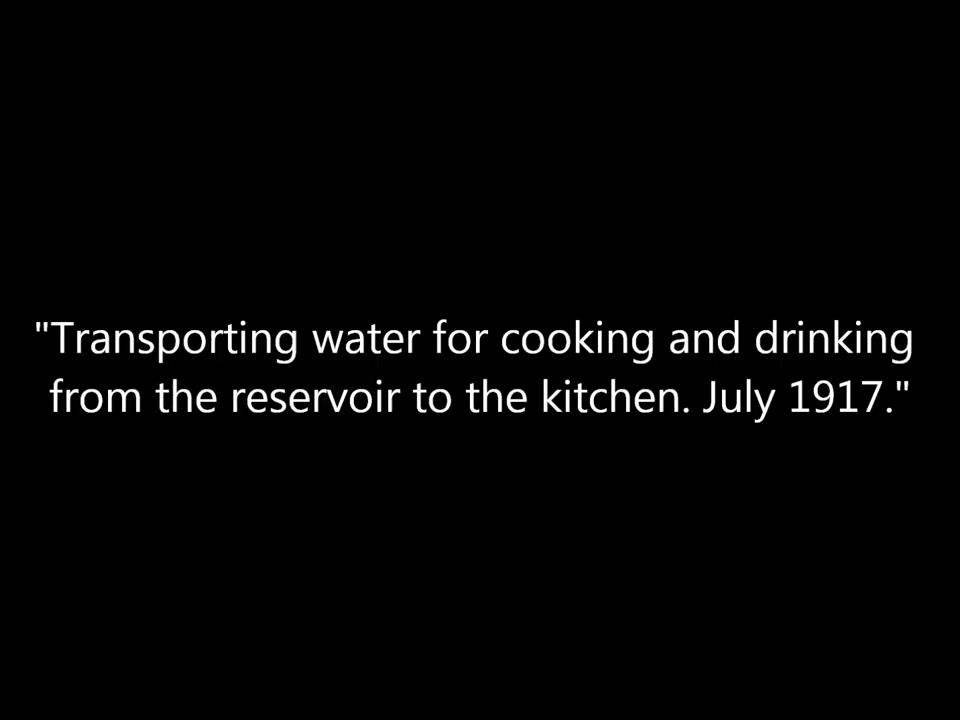 "Transporting water for cooking and drinking
from the reservoir to the kitchen. July 1917."